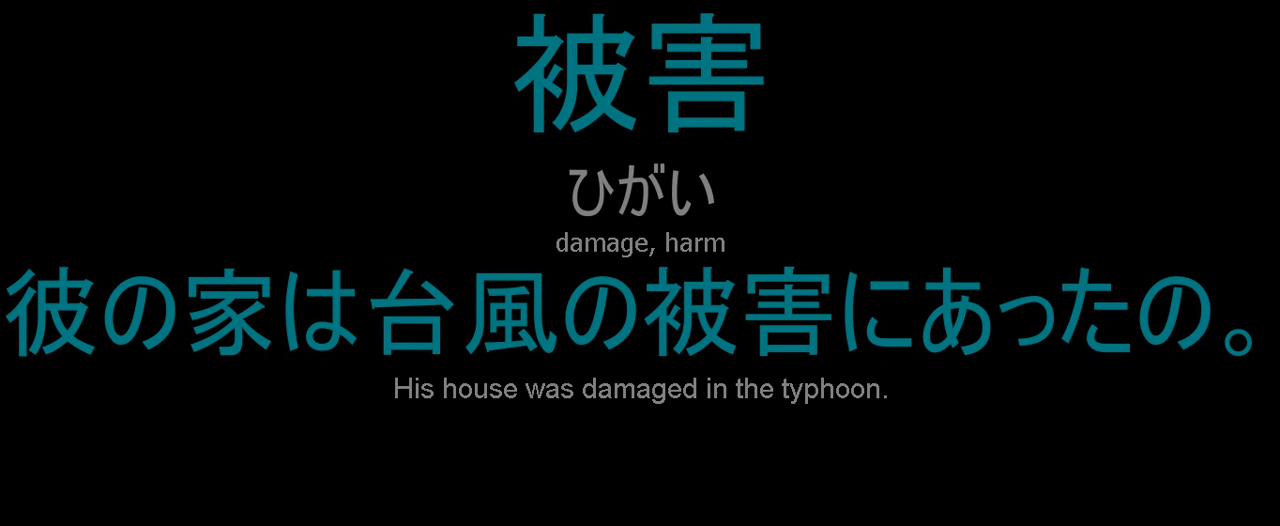 被害
ひがい
damage, harm
彼の家は台風の被害にあったの。
His house was damaged in the typhoon.